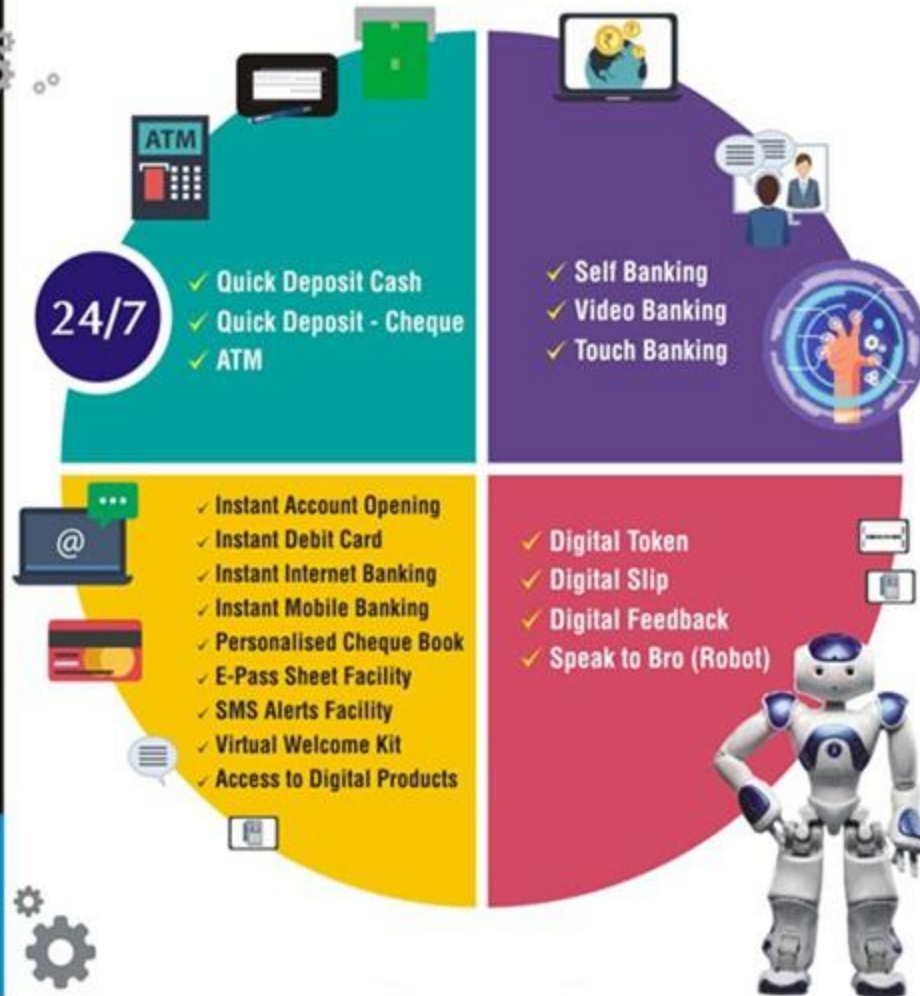 ATM
24/7
Quick Deposit Cash
Quick Deposit - Cheque
ATM
Self Banking
Video Banking
Touch Banking
@
Instant Account Opening
Instant Debit Card
Instant Internet Banking
Instant Mobile Banking
Personalised Cheque Book
E-Pass Sheet Facility
SMS Alerts Facility
Virtual Welcome Kit
Access to Digital Products
Digital Token
Digital Slip
Digital Feedback
Speak to Bro (Robot)